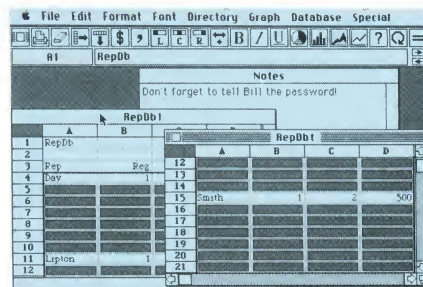 File Edit Format Font Directory Graph Database Special
$ , L C R B / U ? =
A1 RepDb
Notes
Don't forget to tell Bill the password!
RepDb1
A B
1 RepDb
2
3 Rep Reg
4 Day 1
5
6
7
8
9
10
11 Lipton 1
12
RepDb1
A B C D
12
13
14
15 Smith 1 2 500
16
17
18
19
20
21